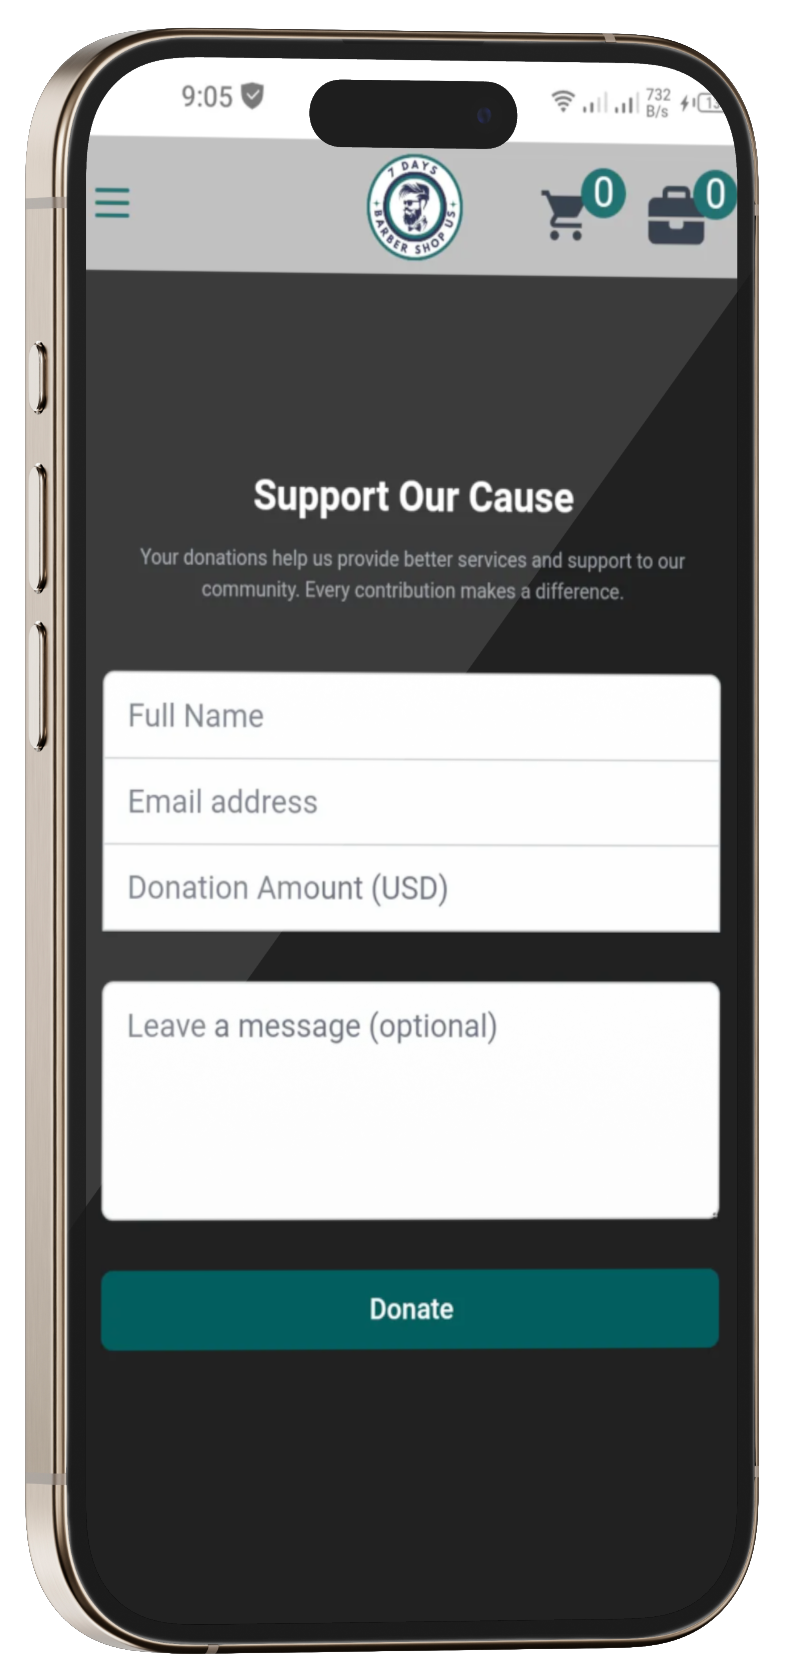 9:05
732
B/s
7 DAYS
BARBER SHOP US
0
0
Support Our Cause
Your donations help us provide better services and support to our
community. Every contribution makes a difference.
Full Name
Email address
Donation Amount (USD)
Leave a message (optional)
Donate